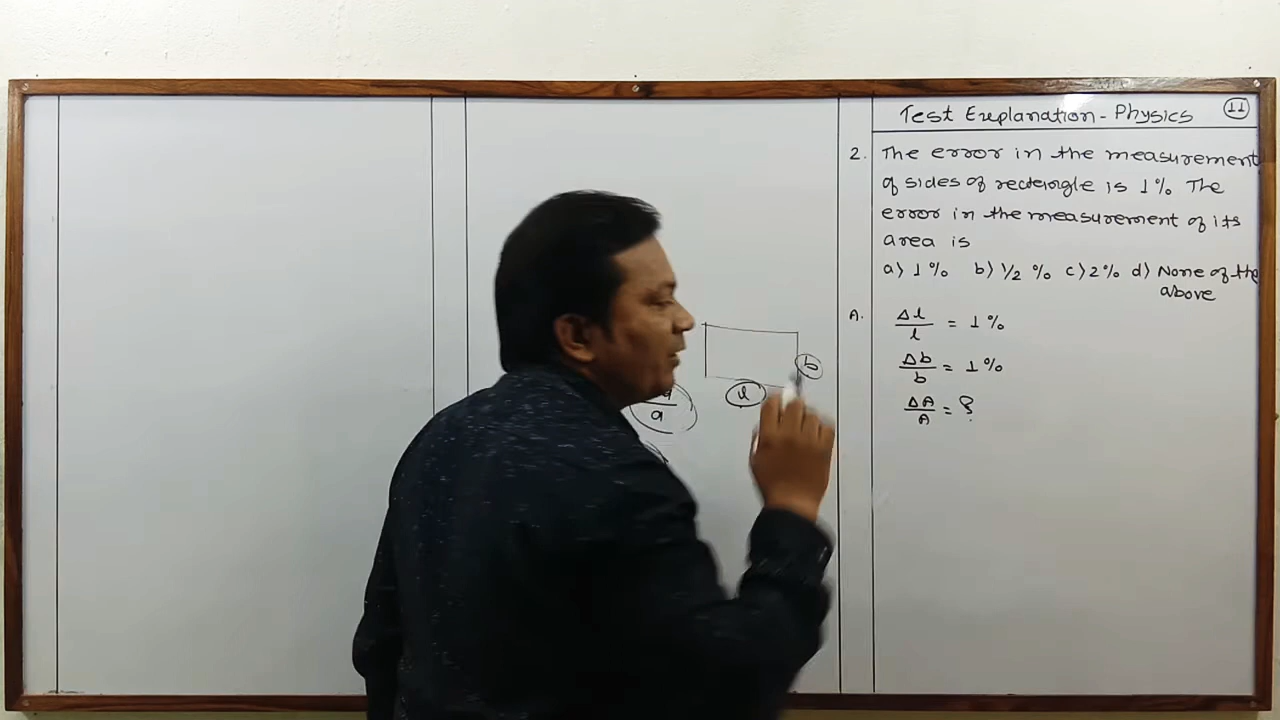 Test Explanation - Physics 11
2. The error in the measurement
of sides of rectangle is 1% The
error in the measurement of its
area is
a) 1% b) 1/2 % c) 2% d) None of the
above
A. Δl/l = 1%
Δb/b = 1%
ΔA/A = ?
b
l
a